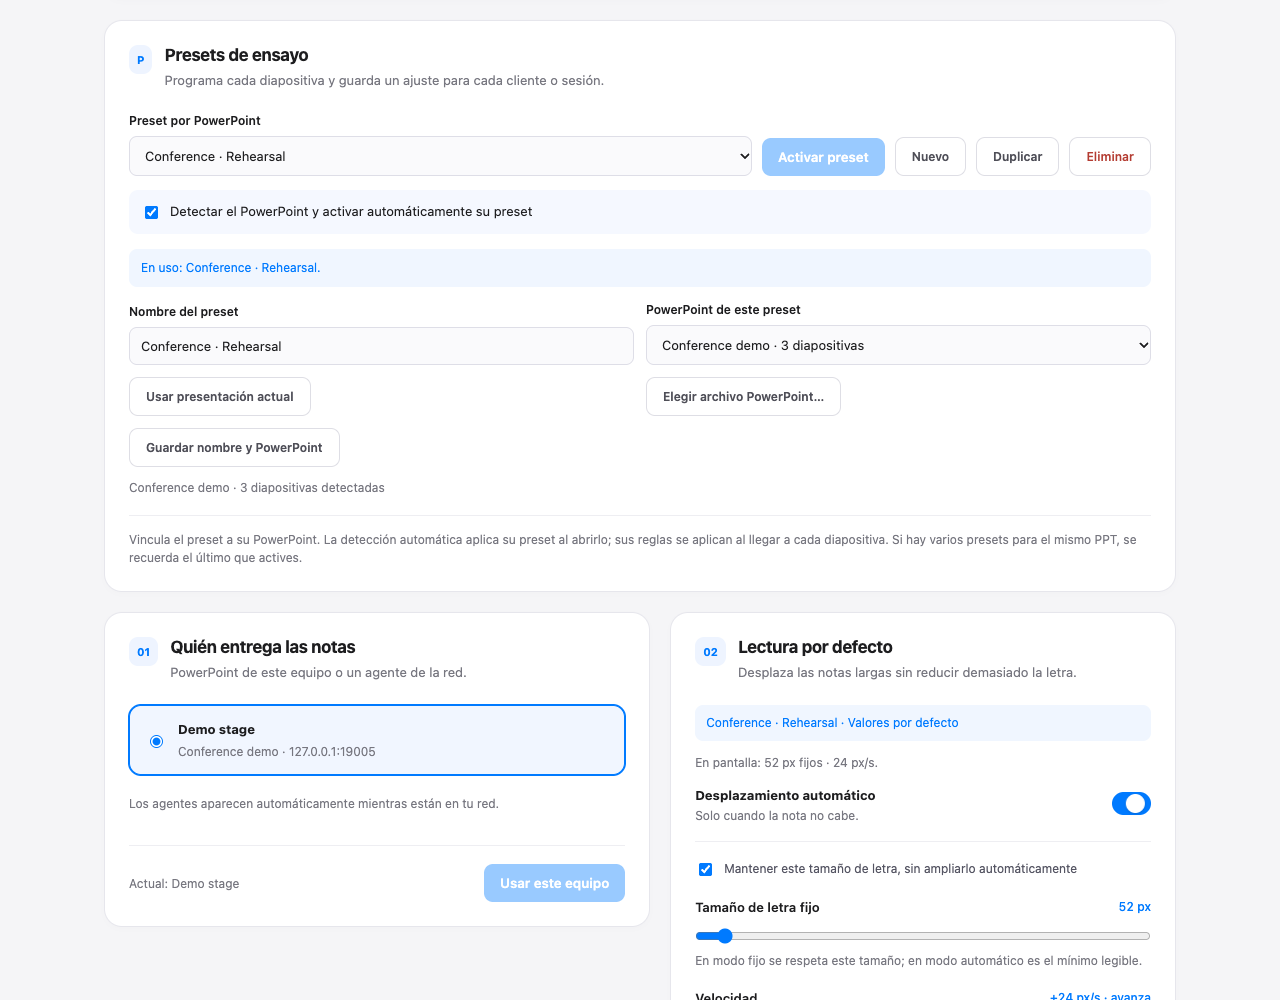 P
Presets de ensayo
Programa cada diapositiva y guarda un ajuste para cada cliente o sesión.
Preset por PowerPoint
Conference · Rehearsal
Activar preset
Nuevo
Duplicar
Eliminar
Detectar el PowerPoint y activar automáticamente su preset
En uso: Conference · Rehearsal.
Nombre del preset
PowerPoint de este preset
Conference · Rehearsal
Conference demo · 3 diapositivas
Usar presentación actual
Elegir archivo PowerPoint...
Guardar nombre y PowerPoint
Conference demo · 3 diapositivas detectadas
Vincula el preset a su PowerPoint. La detección automática aplica su preset al abrirlo; sus reglas se aplican al llegar a cada diapositiva. Si hay varios presets para el mismo PPT, se
recuerda el último que actives.
01
Quién entrega las notas
PowerPoint de este equipo o un agente de la red.
Demo stage
Conference demo · 127.0.0.1:19005
Los agentes aparecen automáticamente mientras están en tu red.
Actual: Demo stage
Usar este equipo
02
Lectura por defecto
Desplaza las notas largas sin reducir demasiado la letra.
Conference · Rehearsal · Valores por defecto
En pantalla: 52 px fijos · 24 px/s.
Desplazamiento automático
Solo cuando la nota no cabe.
Mantener este tamaño de letra, sin ampliarlo automáticamente
Tamaño de letra fijo
52 px
En modo fijo se respeta este tamaño; en modo automático es el mínimo legible.
Velocidad
+24 px/s · avanza